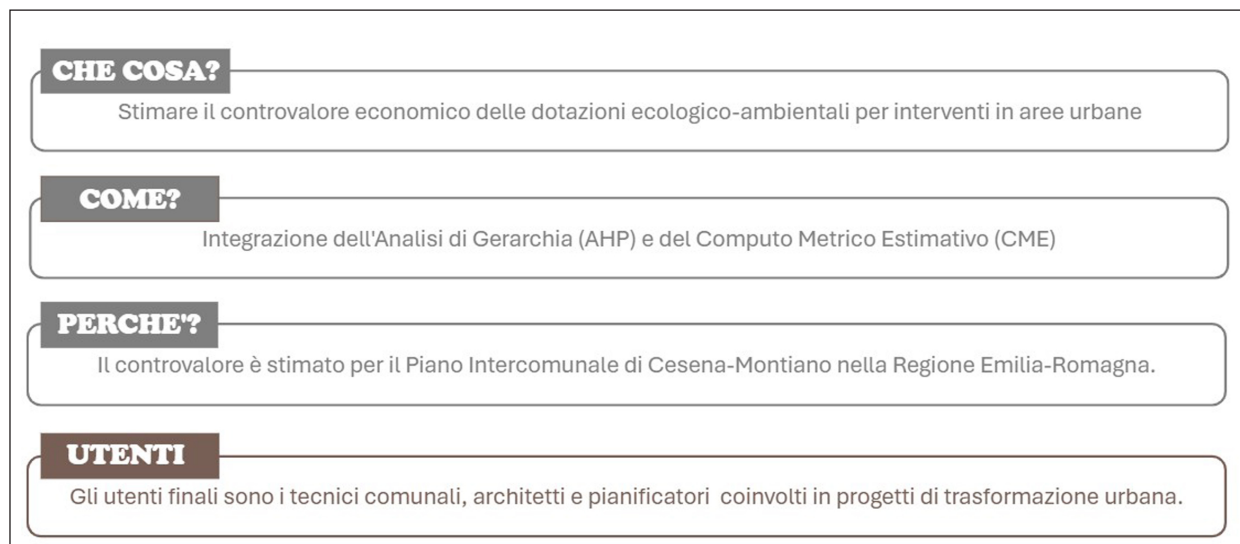 CHE COSA?
Stimare il controvalore economico delle dotazioni ecologico-ambientali per interventi in aree urbane
COME?
Integrazione dell'Analisi di Gerarchia (AHP) e del Computo Metrico Estimativo (CME)
PERCHE'?
Il controvalore è stimato per il Piano Intercomunale di Cesena-Montiano nella Regione Emilia-Romagna.
UTENTI
Gli utenti finali sono i tecnici comunali, architetti e pianificatori  coinvolti in progetti di trasformazione urbana.